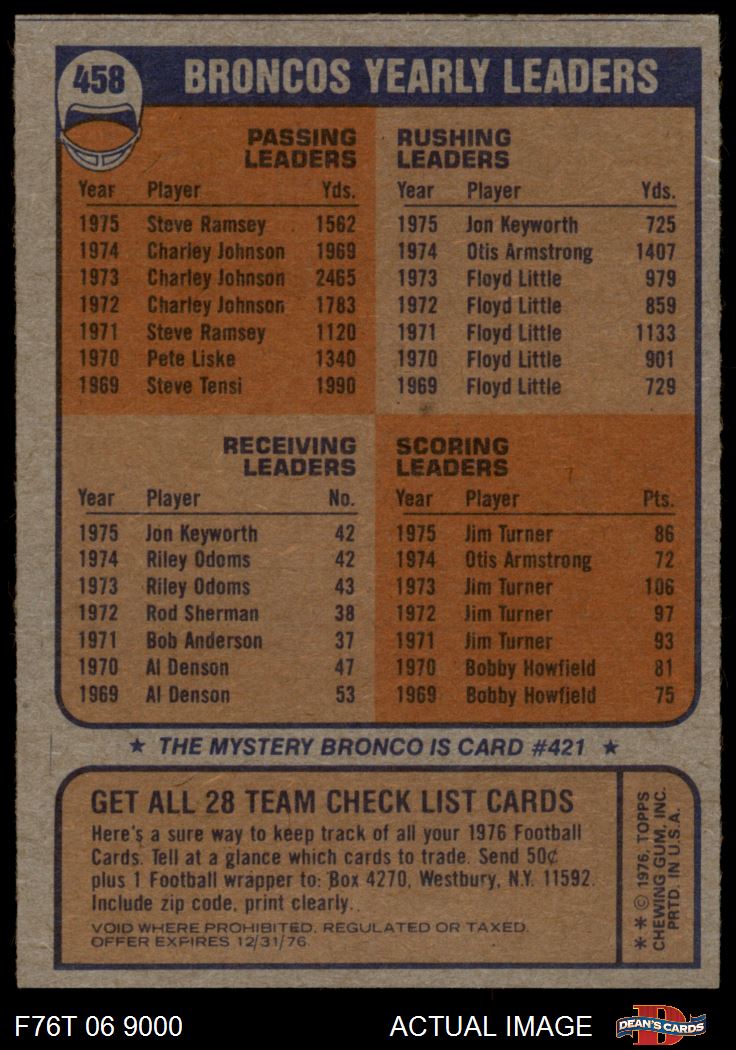 458
BRONCOS YEARLY LEADERS
PASSING
LEADERS
Year Player Yds.
1975 Steve Ramsey 1562
1974 Charley Johnson 1969
1973 Charley Johnson 2465
1972 Charley Johnson 1783
1971 Steve Ramsey 1120
1970 Pete Liske 1340
1969 Steve Tensi 1990
RUSHING
LEADERS
Year Player Yds.
1975 Jon Keyworth 725
1974 Otis Armstrong 1407
1973 Floyd Little 979
1972 Floyd Little 859
1971 Floyd Little 1133
1970 Floyd Little 901
1969 Floyd Little 729
RECEIVING
LEADERS
Year Player No.
1975 Jon Keyworth 42
1974 Riley Odoms 42
1973 Riley Odoms 43
1972 Rod Sherman 38
1971 Bob Anderson 37
1970 Al Denson 47
1969 Al Denson 53
SCORING
LEADERS
Year Player Pts.
1975 Jim Turner 86
1974 Otis Armstrong 72
1973 Jim Turner 106
1972 Jim Turner 97
1971 Jim Turner 93
1970 Bobby Howfield 81
1969 Bobby Howfield 75
★ THE MYSTERY BRONCO IS CARD #421 ★
GET ALL 28 TEAM CHECK LIST CARDS
Here's a sure way to keep track of all your 1976 Football
Cards. Tell at a glance which cards to trade. Send 50¢
plus 1 Football wrapper to: Box 4270, Westbury, N.Y. 11592.
Include zip code, print clearly.
VOID WHERE PROHIBITED, REGULATED OR TAXED.
OFFER EXPIRES 12/31/76
★★ © 1976, TOPPS
CHEWING GUM, INC.
PRTD. IN U.S.A.
F76T 06 9000
ACTUAL IMAGE
D
DEAN'S CARDS